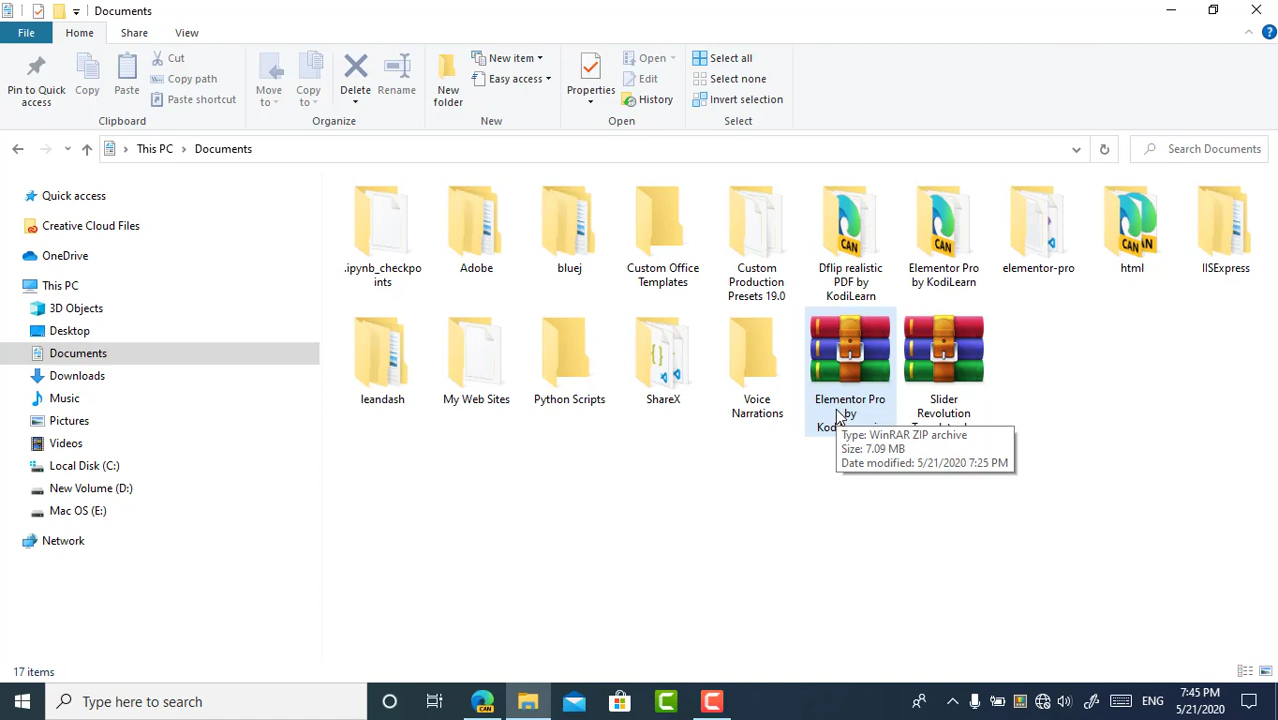 Documents
File
Home
Share
View
Pin to Quick
access
Copy
Paste
Cut
Copy path
Paste shortcut
Clipboard
Move
to
Copy
to
Delete
Rename
Organize
New
folder
New item
Easy access
New
Properties
Open
Edit
History
Open
Select all
Select none
Invert selection
Select
This PC > Documents
Search Documents
Quick access
Creative Cloud Files
OneDrive
This PC
3D Objects
Desktop
Documents
Downloads
Music
Pictures
Videos
Local Disk (C:)
New Volume (D:)
Mac OS (E:)
Network
.ipynb_checkpo
ints
Adobe
bluej
Custom Office
Templates
Custom
Production
Presets 19.0
CAN
Dflip realistic
PDF by
KodiLearn
CAN
Elementor Pro
by KodiLearn
elementor-pro
CAN
html
IISExpress
leandash
My Web Sites
Python Scripts
ShareX
Voice
Narrations
Elementor Pro
by
Slider
Revolution
Type: WinRAR ZIP archive
Size: 7.09 MB
Date modified: 5/21/2020 7:25 PM
17 items
Type here to search
CAN
ENG
7:45 PM
5/21/2020